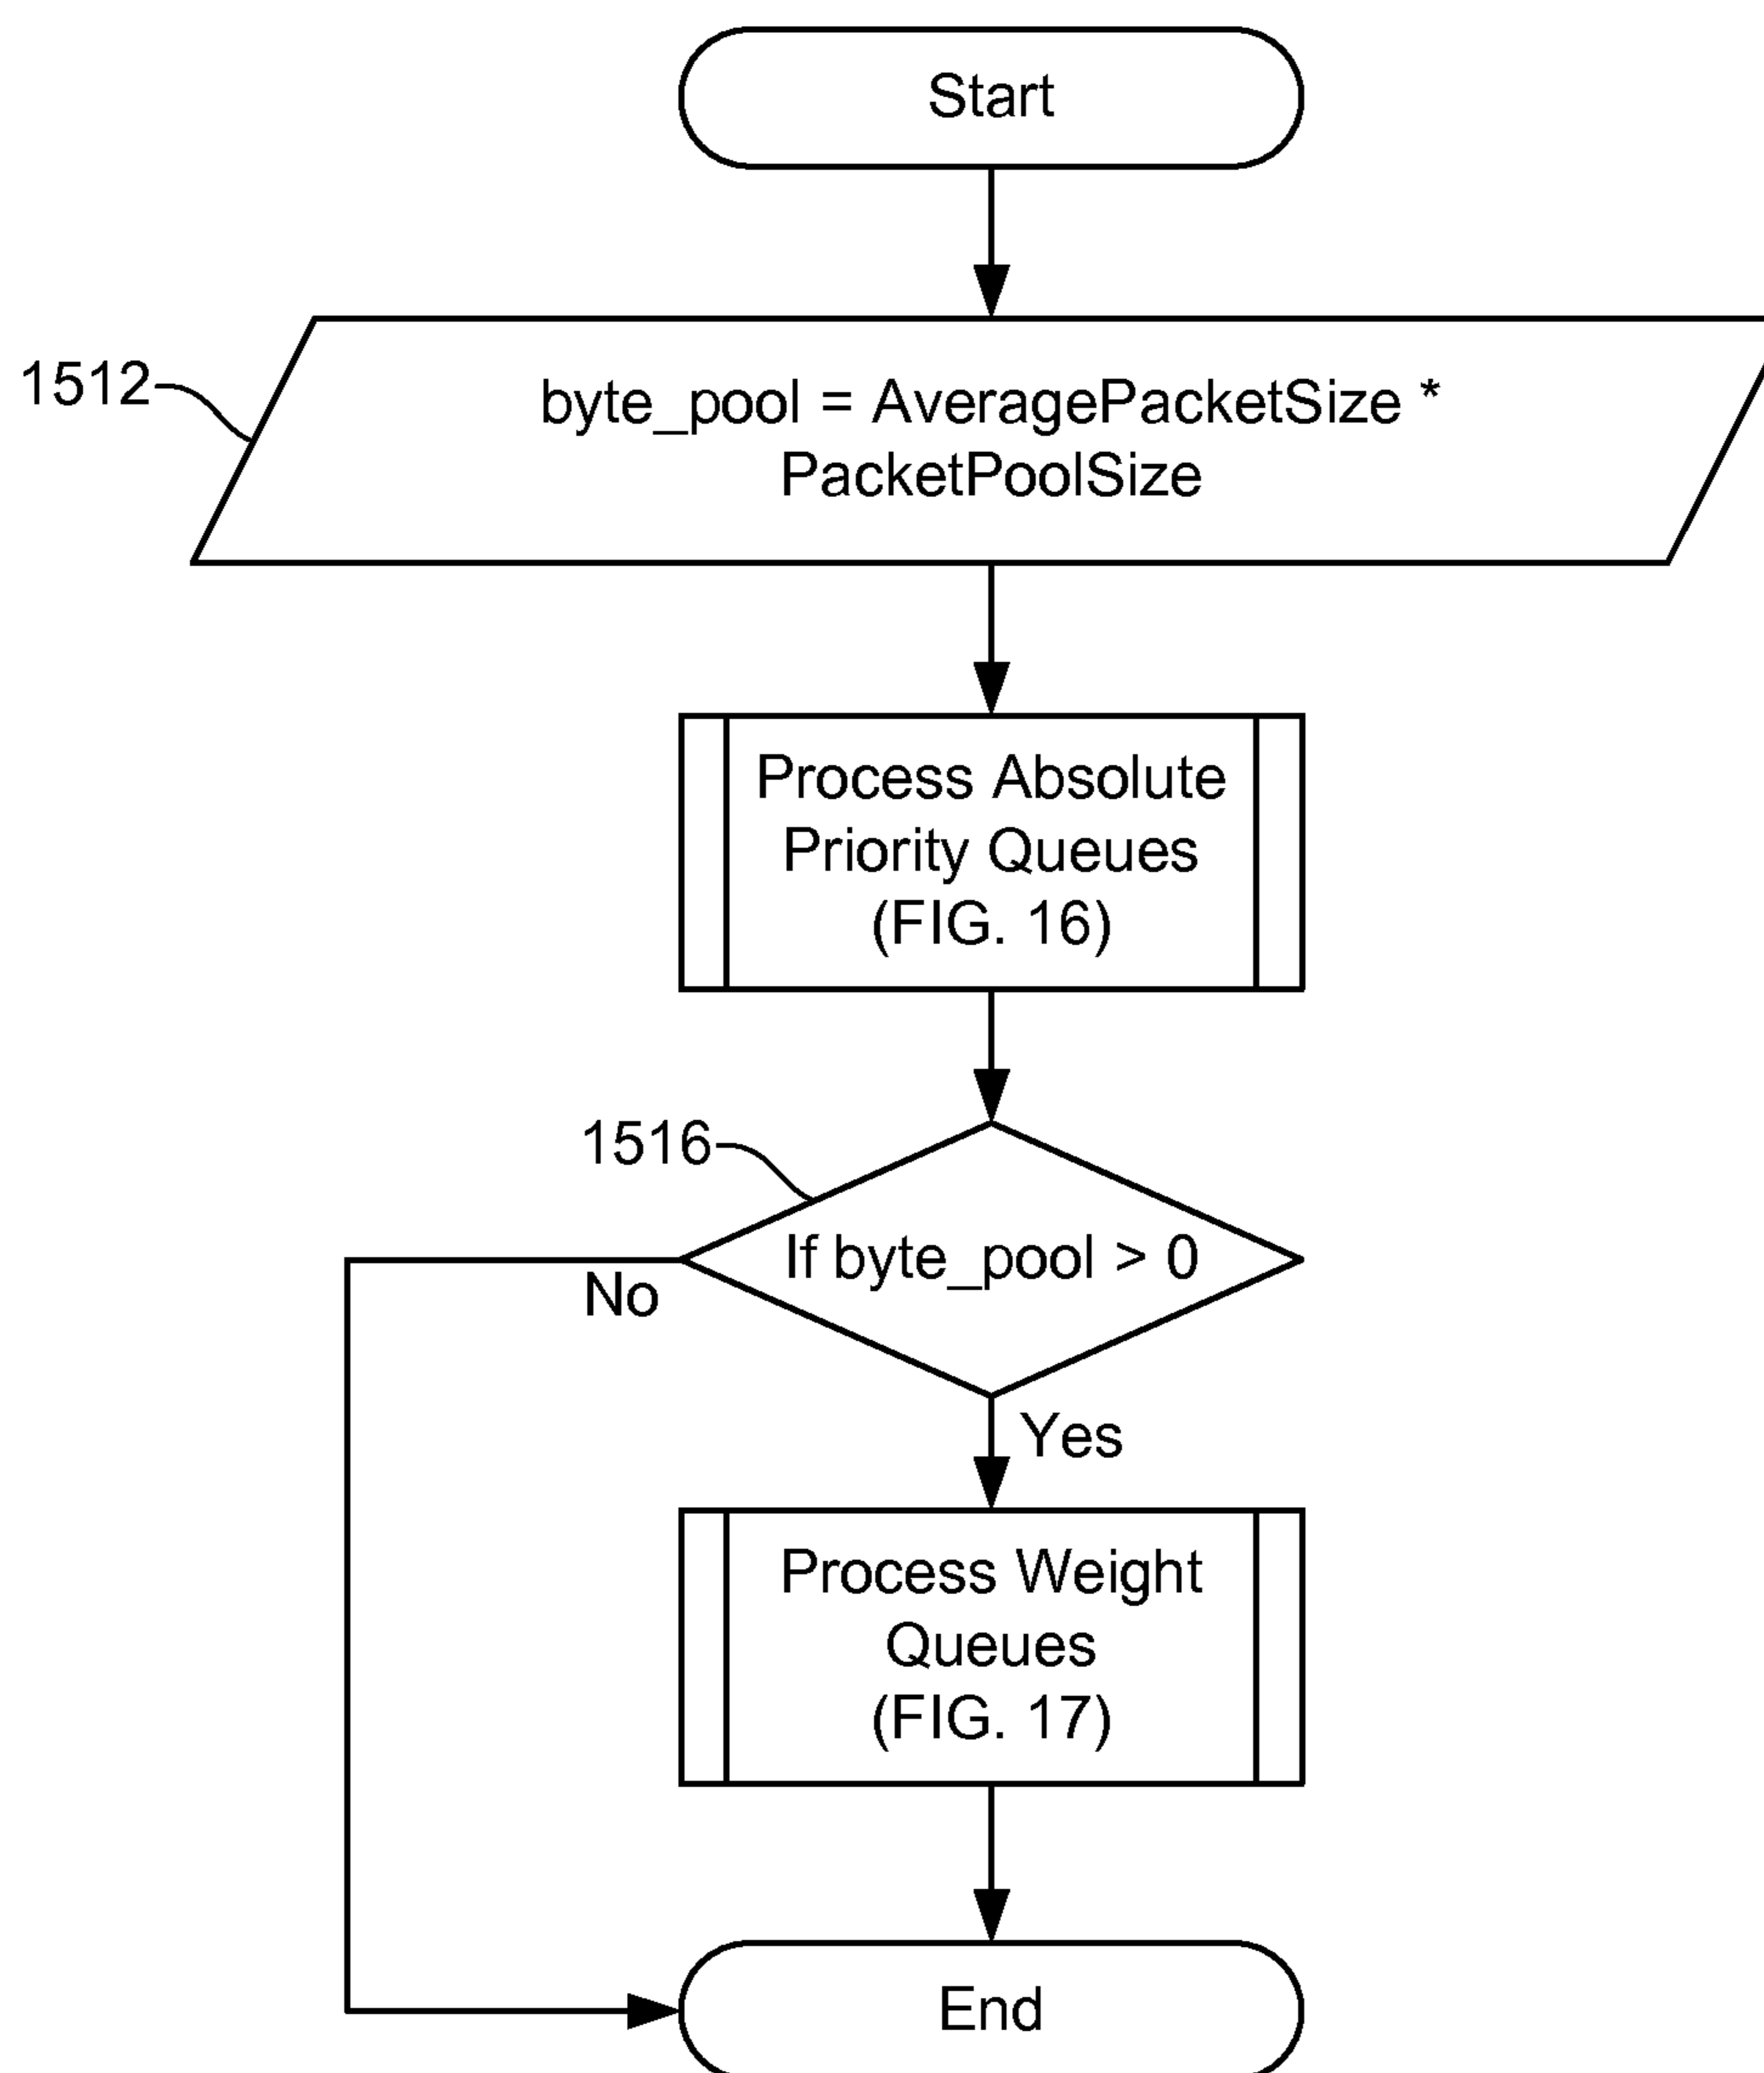 Start
1512
byte_pool = AveragePacketSize *
PacketPoolSize
Process Absolute
Priority Queues
(FIG. 16)
1516
If byte_pool > 0
No
Yes
Process Weight
Queues
(FIG. 17)
End